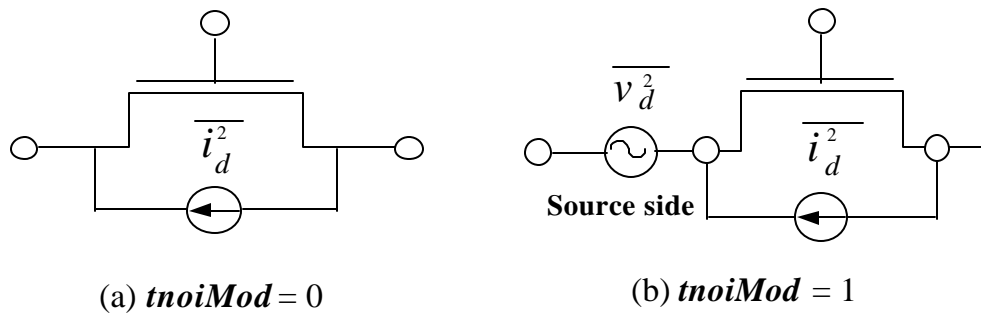 i_d^2
v_d^2
i_d^2
Source side
(a) tnoiMod = 0
(b) tnoiMod = 1